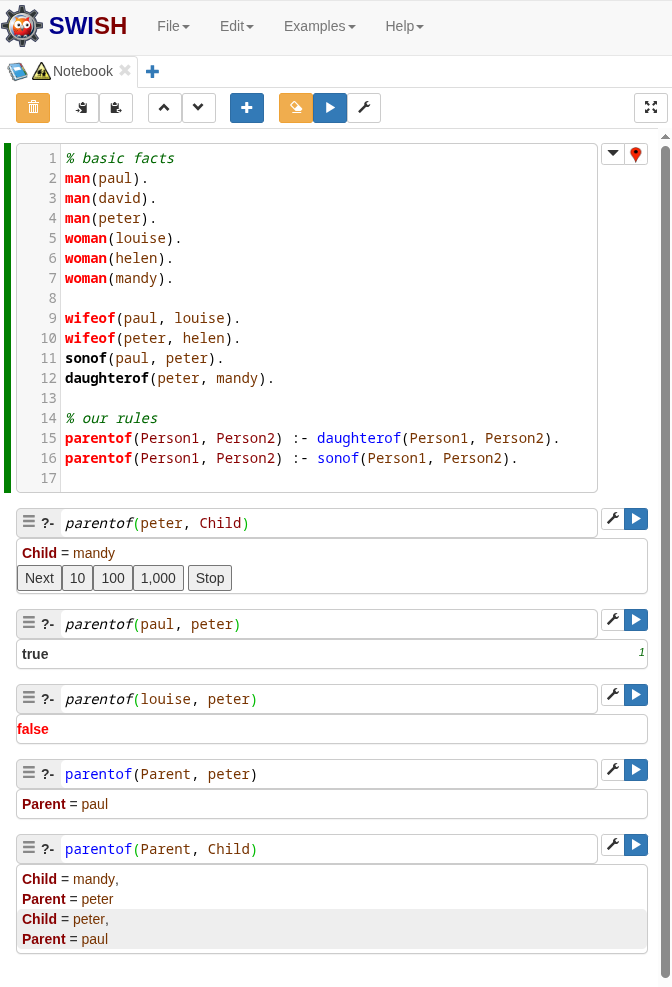 SWISH File Edit Examples Help
Notebook
1 % basic facts
2 man(paul).
3 man(david).
4 man(peter).
5 woman(louise).
6 woman(helen).
7 woman(mandy).
8
9 wifeof(paul, louise).
10 wifeof(peter, helen).
11 sonof(paul, peter).
12 daughterof(peter, mandy).
13
14 % our rules
15 parentof(Person1, Person2) :- daughterof(Person1, Person2).
16 parentof(Person1, Person2) :- sonof(Person1, Person2).
17
?- parentof(peter, Child)
Child = mandy
Next 10 100 1,000 Stop
?- parentof(paul, peter)
true 1
?- parentof(louise, peter)
false
?- parentof(Parent, peter)
Parent = paul
?- parentof(Parent, Child)
Child = mandy,
Parent = peter
Child = peter,
Parent = paul